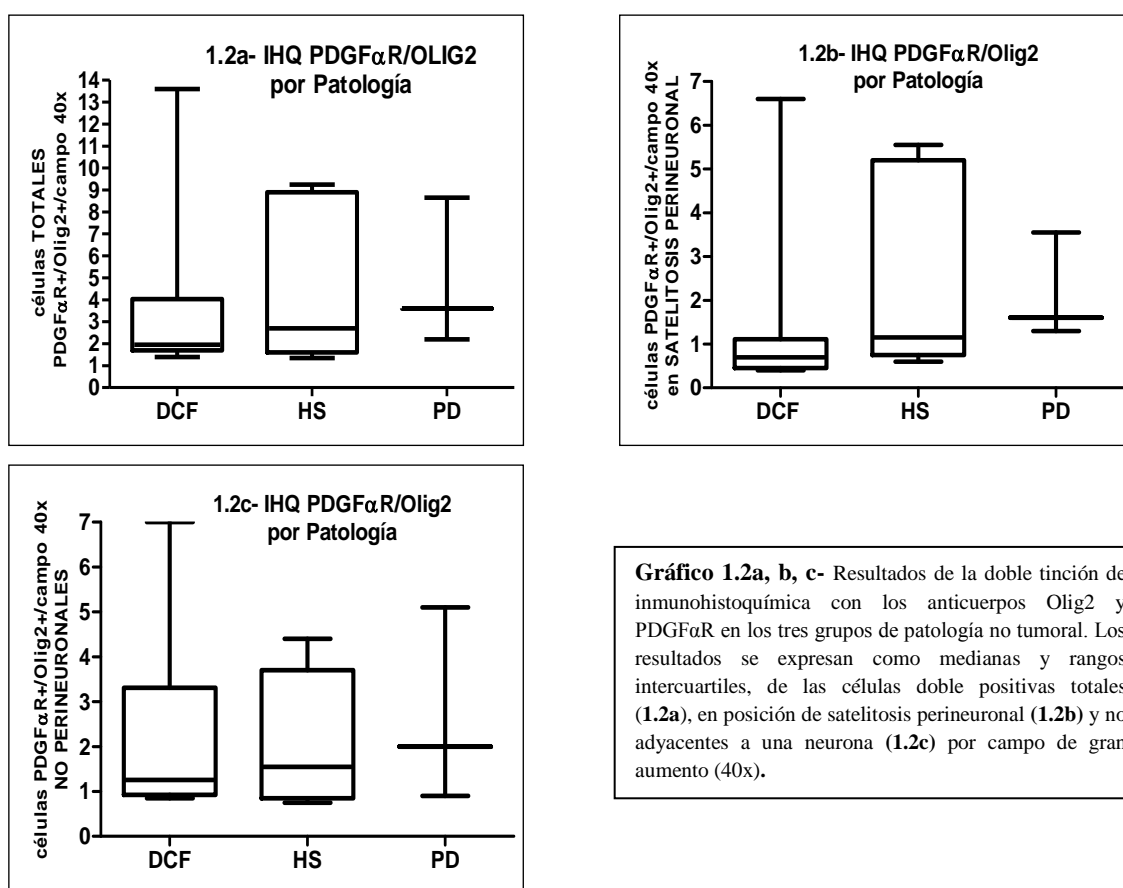 1.2a- IHQ PDGFαR/OLIG2
por Patología
células TOTALES
PDGFαR+/Olig2+/campo 40x
14
13
12
11
10
9
8
7
6
5
4
3
2
1
0
DCF HS PD
1.2b- IHQ PDGFαR/Olig2
por Patología
células PDGFαR+/Olig2+/campo 40x
en SATELITOSIS PERINEURONAL
7
6
5
4
3
2
1
0
DCF HS PD
1.2c- IHQ PDGFαR/Olig2
por Patología
células PDGFαR+/Olig2+/campo 40x
NO PERINEURONALES
7
6
5
4
3
2
1
0
DCF HS PD
Gráfico 1.2a, b, c- Resultados de la doble tinción de
inmunohistoquímica con los anticuerpos Olig2 y
PDGFαR en los tres grupos de patología no tumoral. Los
resultados se expresan como medianas y rangos
intercuartiles, de las células doble positivas totales
(1.2a), en posición de satelitosis perineuronal (1.2b) y no
adyacentes a una neurona (1.2c) por campo de gran
aumento (40x).